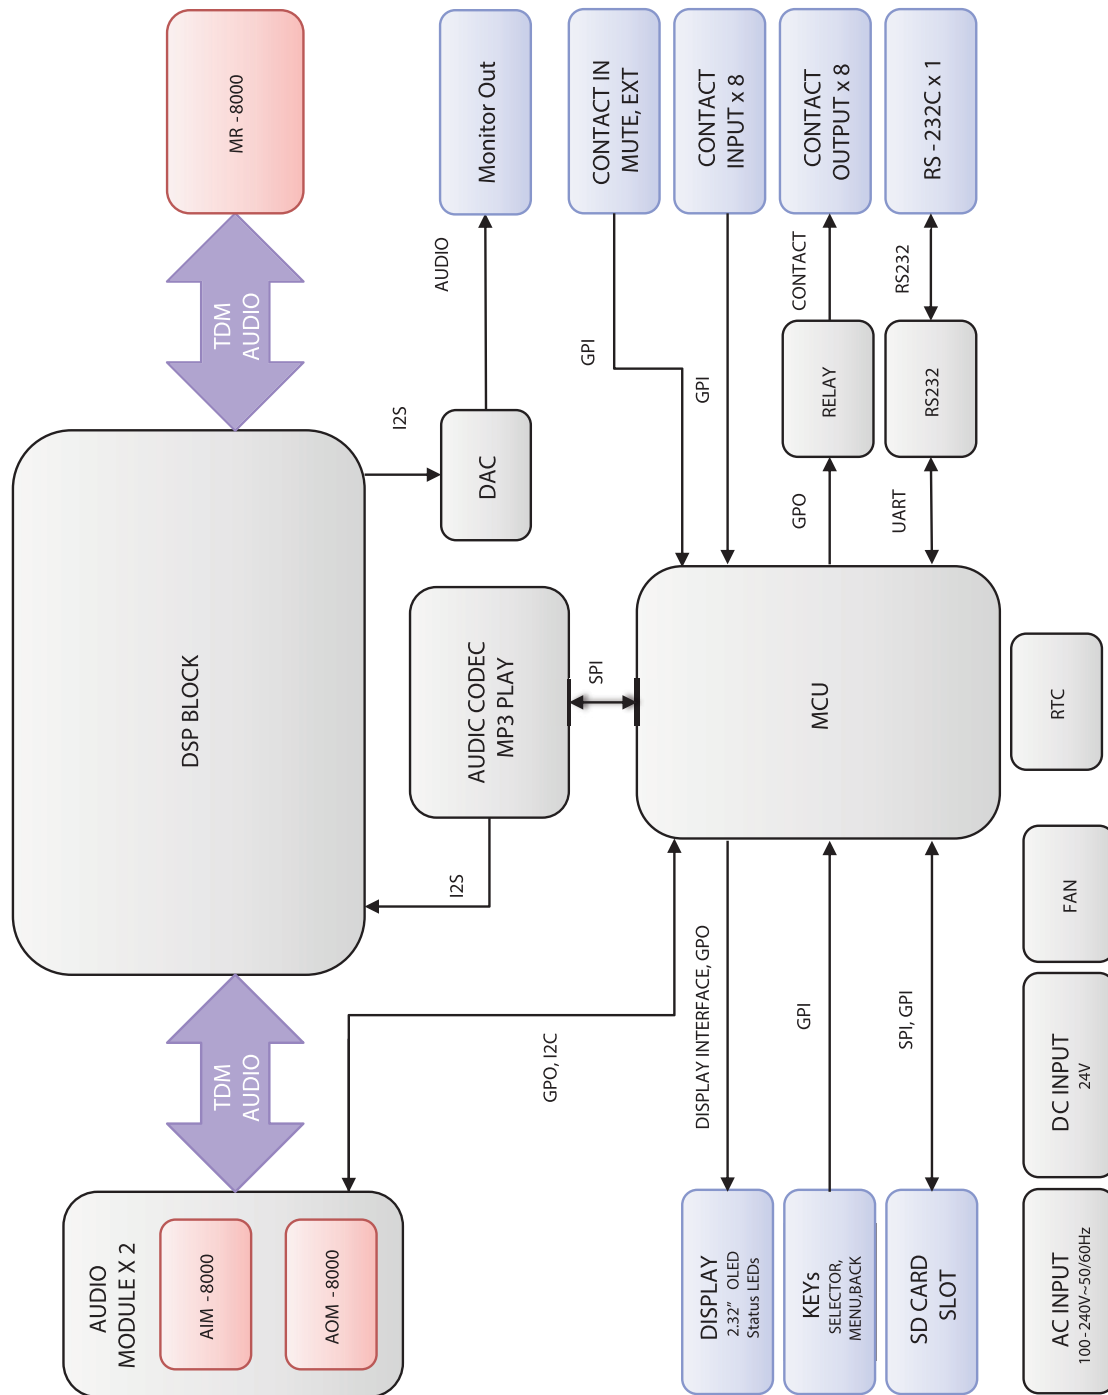 AUDIO
MODULE X 2
AIM - 8000
AOM - 8000
TDM
AUDIO
DSP BLOCK
TDM
AUDIO
MR - 8000
I2S
AUDIC CODEC
MP3 PLAY
I2S
DAC
AUDIO
Monitor Out
GPO, I2C
SPI
GPI
CONTACT IN
MUTE, EXT
DISPLAY
2.32” OLED
Status LEDs
DISPLAY INTERFACE, GPO
GPI
CONTACT
INPUT x 8
KEYs
SELECTOR,
MENU,BACK
GPI
MCU
GPO
RELAY
CONTACT
CONTACT
OUTPUT x 8
SD CARD
SLOT
SPI, GPI
UART
RS232
RS232
RS - 232C x 1
AC INPUT
100 - 240V~50/60Hz
DC INPUT
24V
FAN
RTC